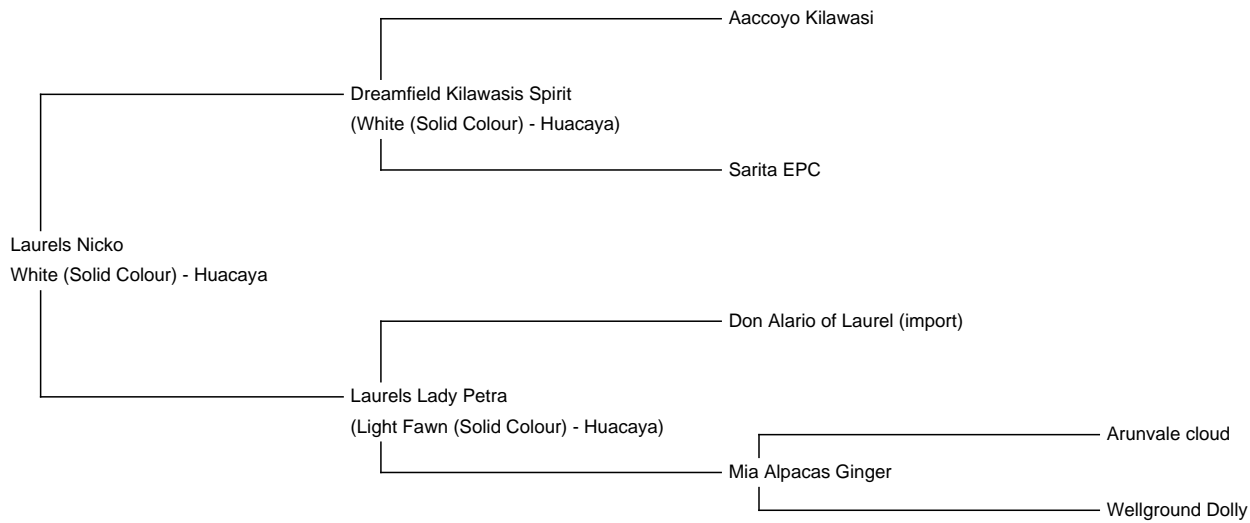 Aaccoyo Kilawasi
Dreamfield Kilawasis Spirit
(White (Solid Colour) - Huacaya)
Sarita EPC
Laurels Nicko
White (Solid Colour) - Huacaya
Don Alario of Laurel (import)
Laurels Lady Petra
(Light Fawn (Solid Colour) - Huacaya)
Arunvale cloud
Mia Alpacas Ginger
Wellground Dolly